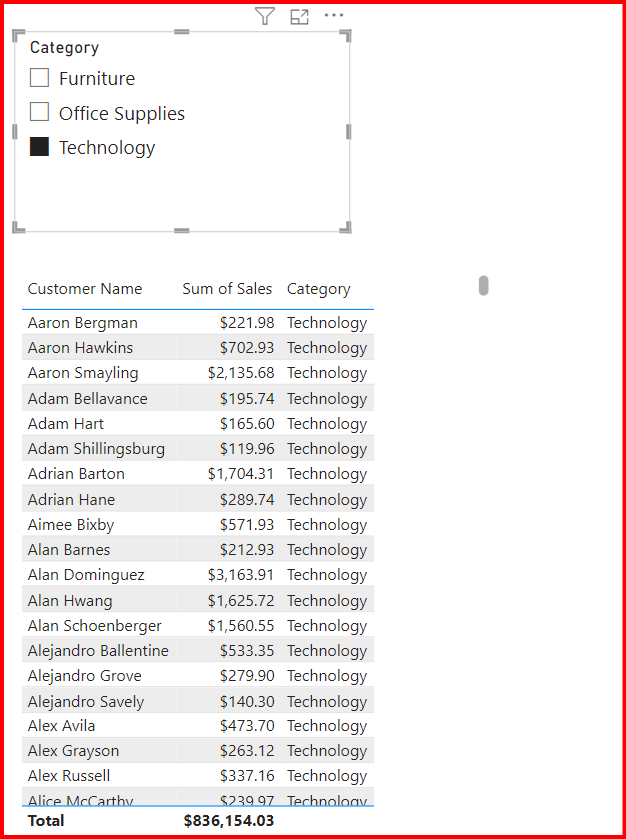 Category
Furniture
Office Supplies
Technology
Customer Name Sum of Sales Category
Aaron Bergman $221.98 Technology
Aaron Hawkins $702.93 Technology
Aaron Smayling $2,135.68 Technology
Adam Bellavance $195.74 Technology
Adam Hart $165.60 Technology
Adam Shillingsburg $119.96 Technology
Adrian Barton $1,704.31 Technology
Adrian Hane $289.74 Technology
Aimee Bixby $571.93 Technology
Alan Barnes $212.93 Technology
Alan Dominguez $3,163.91 Technology
Alan Hwang $1,625.72 Technology
Alan Schoenberger $1,560.55 Technology
Alejandro Ballentine $533.35 Technology
Alejandro Grove $279.90 Technology
Alejandro Savely $140.30 Technology
Alex Avila $473.70 Technology
Alex Grayson $263.12 Technology
Alex Russell $337.16 Technology
Alice McCarthy $239.97 Technology
Total $836,154.03